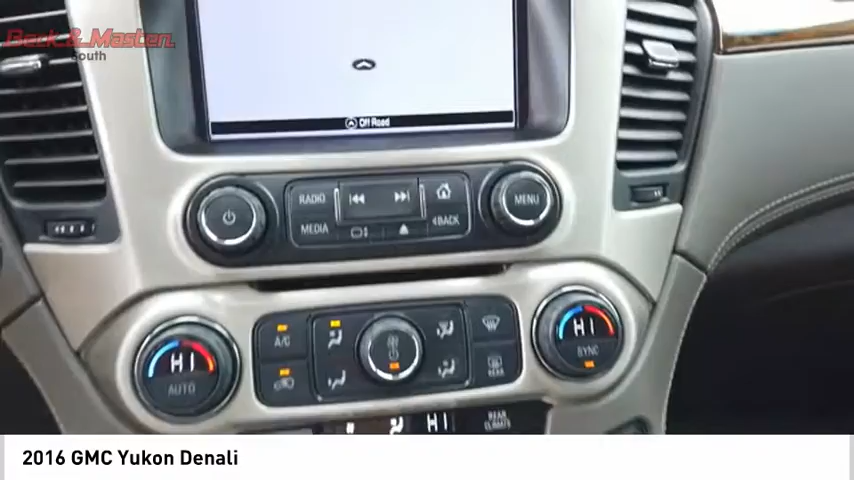 Beck & Masten
South
Off Road
RADIO
MEDIA
MENU
BACK
HI
AUTO
A/C
REAR
HI
SYNC
HI
REAR
CLIMATE
2016 GMC Yukon Denali